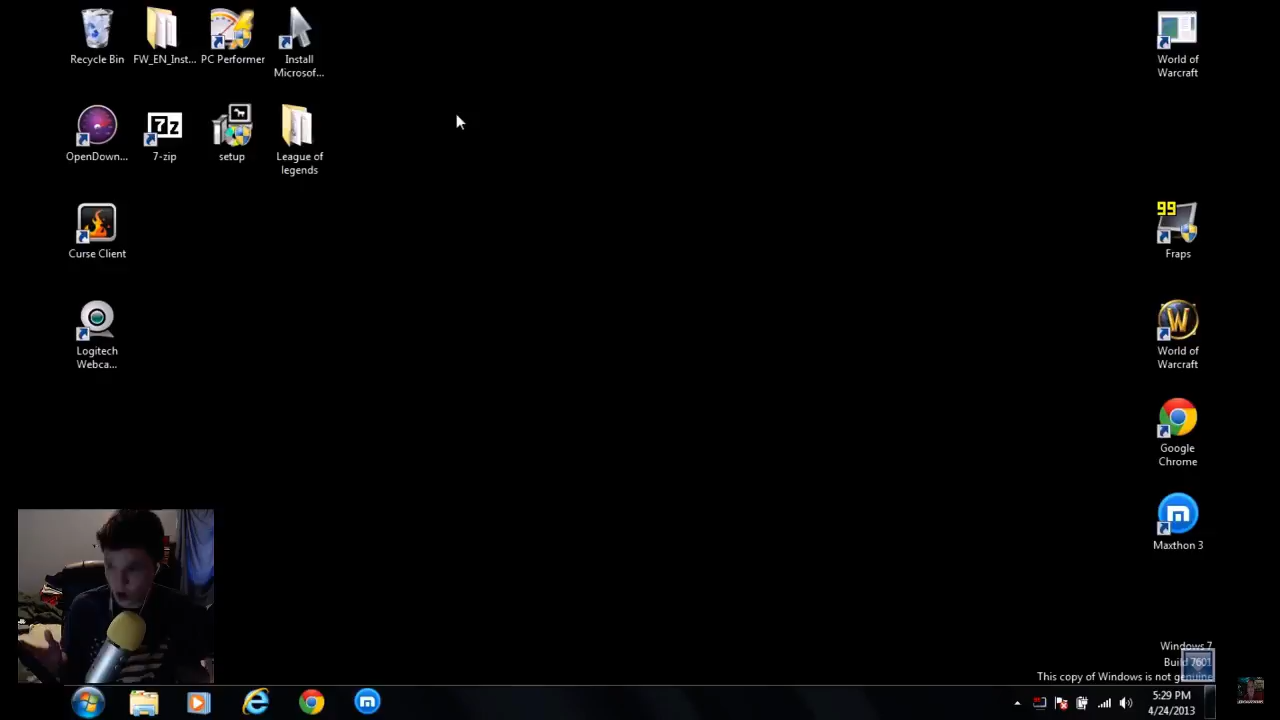 Recycle Bin
FW_EN_Inst...
PC Performer
Install
Microsof...
World of
Warcraft
OpenDown...
7z
7-zip
setup
League of
legends
Curse Client
99
Fraps
Logitech
Webca...
W
World of
Warcraft
Google
Chrome
Maxthon 3
Windows 7
Build 7601
This copy of Windows is not genuine
5:29 PM
4/24/2013